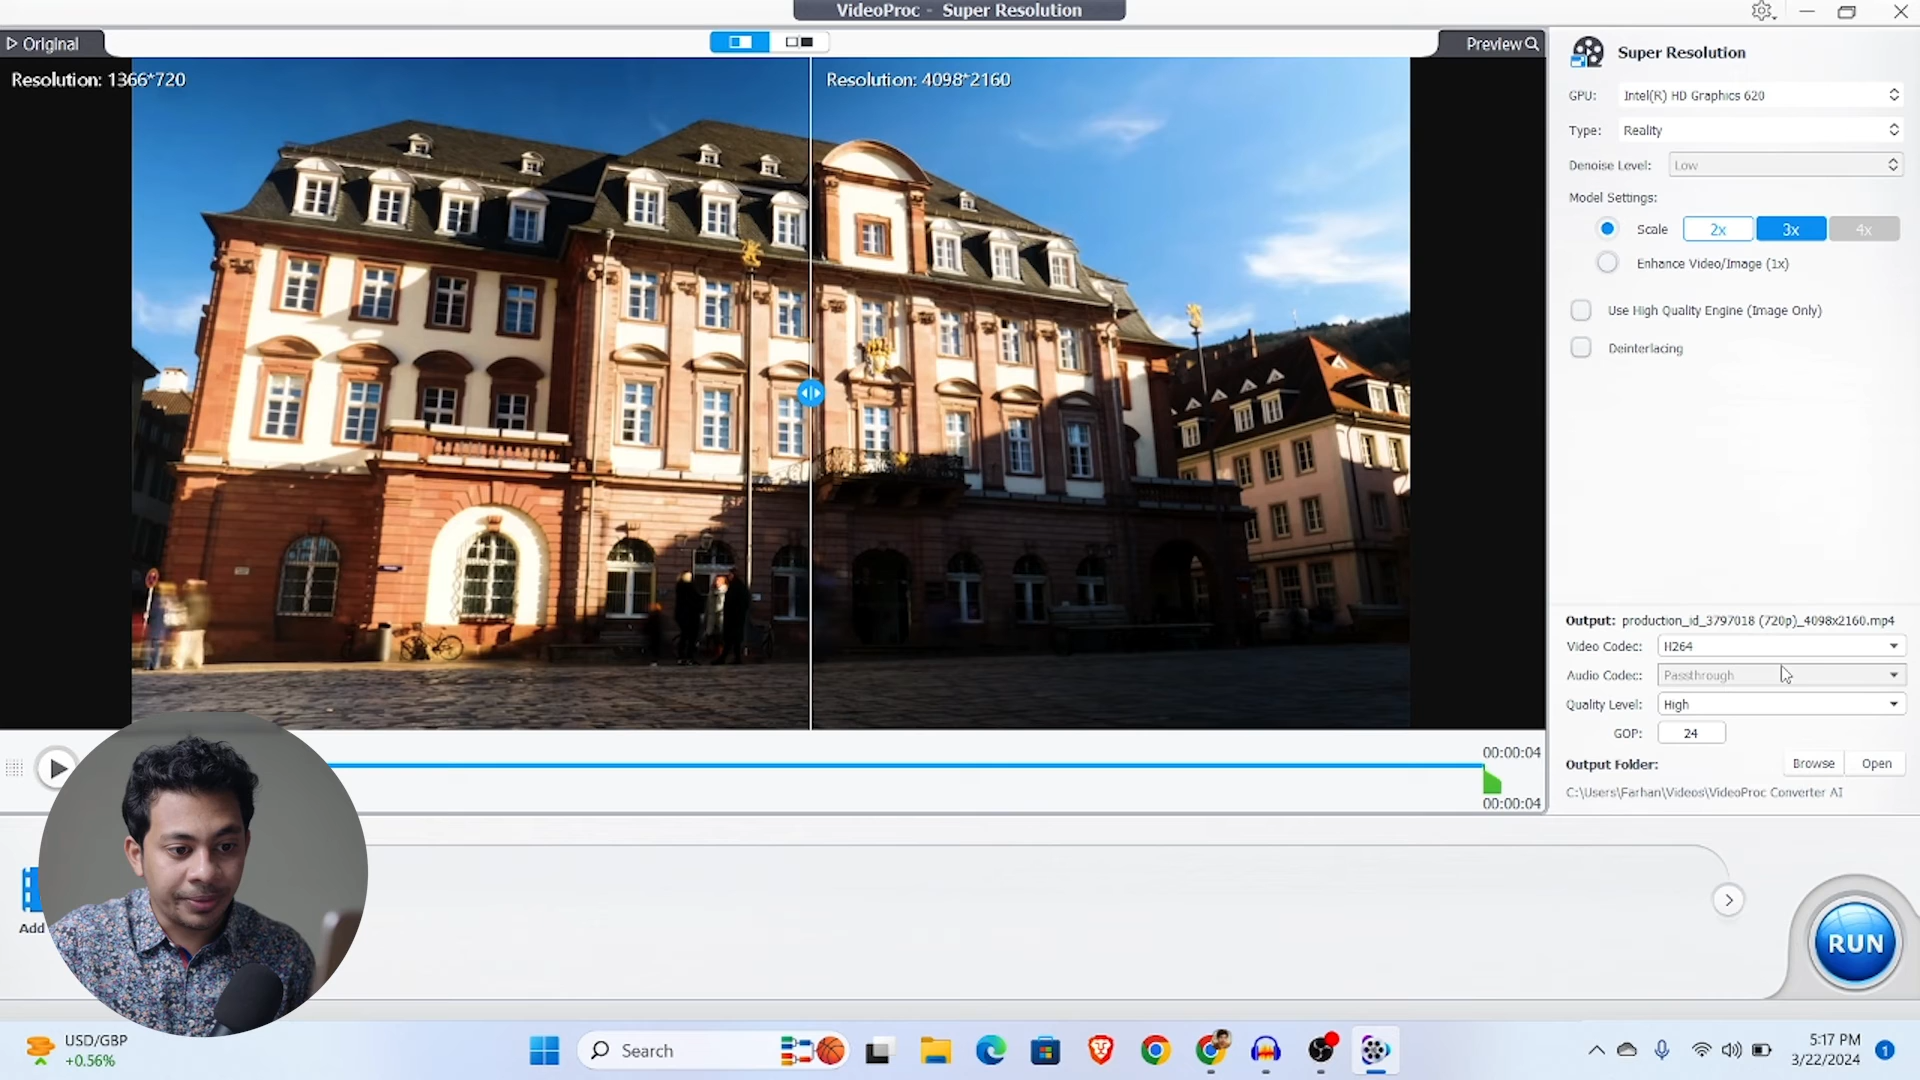 VideoProc - Super Resolution
Original
Preview
Resolution: 1366*720
Resolution: 4098*2160
Super Resolution
GPU: Intel(R) HD Graphics 620
Type: Reality
Denoise Level: Low
Model Settings:
Scale 2x 3x 4x
Enhance Video/Image (1x)
Use High Quality Engine (Image Only)
Deinterlacing
Output: production_id_3797018 (720p)_4098x2160.mp4
Video Codec: H264
Audio Codec: Passthrough
Quality Level: High
GOP: 24
Output Folder: Browse Open
C:\Users\Farhan\Videos\VideoProc Converter AI
00:00:04
00:00:04
Add
RUN
USD/GBP
+0.56%
Search
5:17 PM
3/22/2024
1